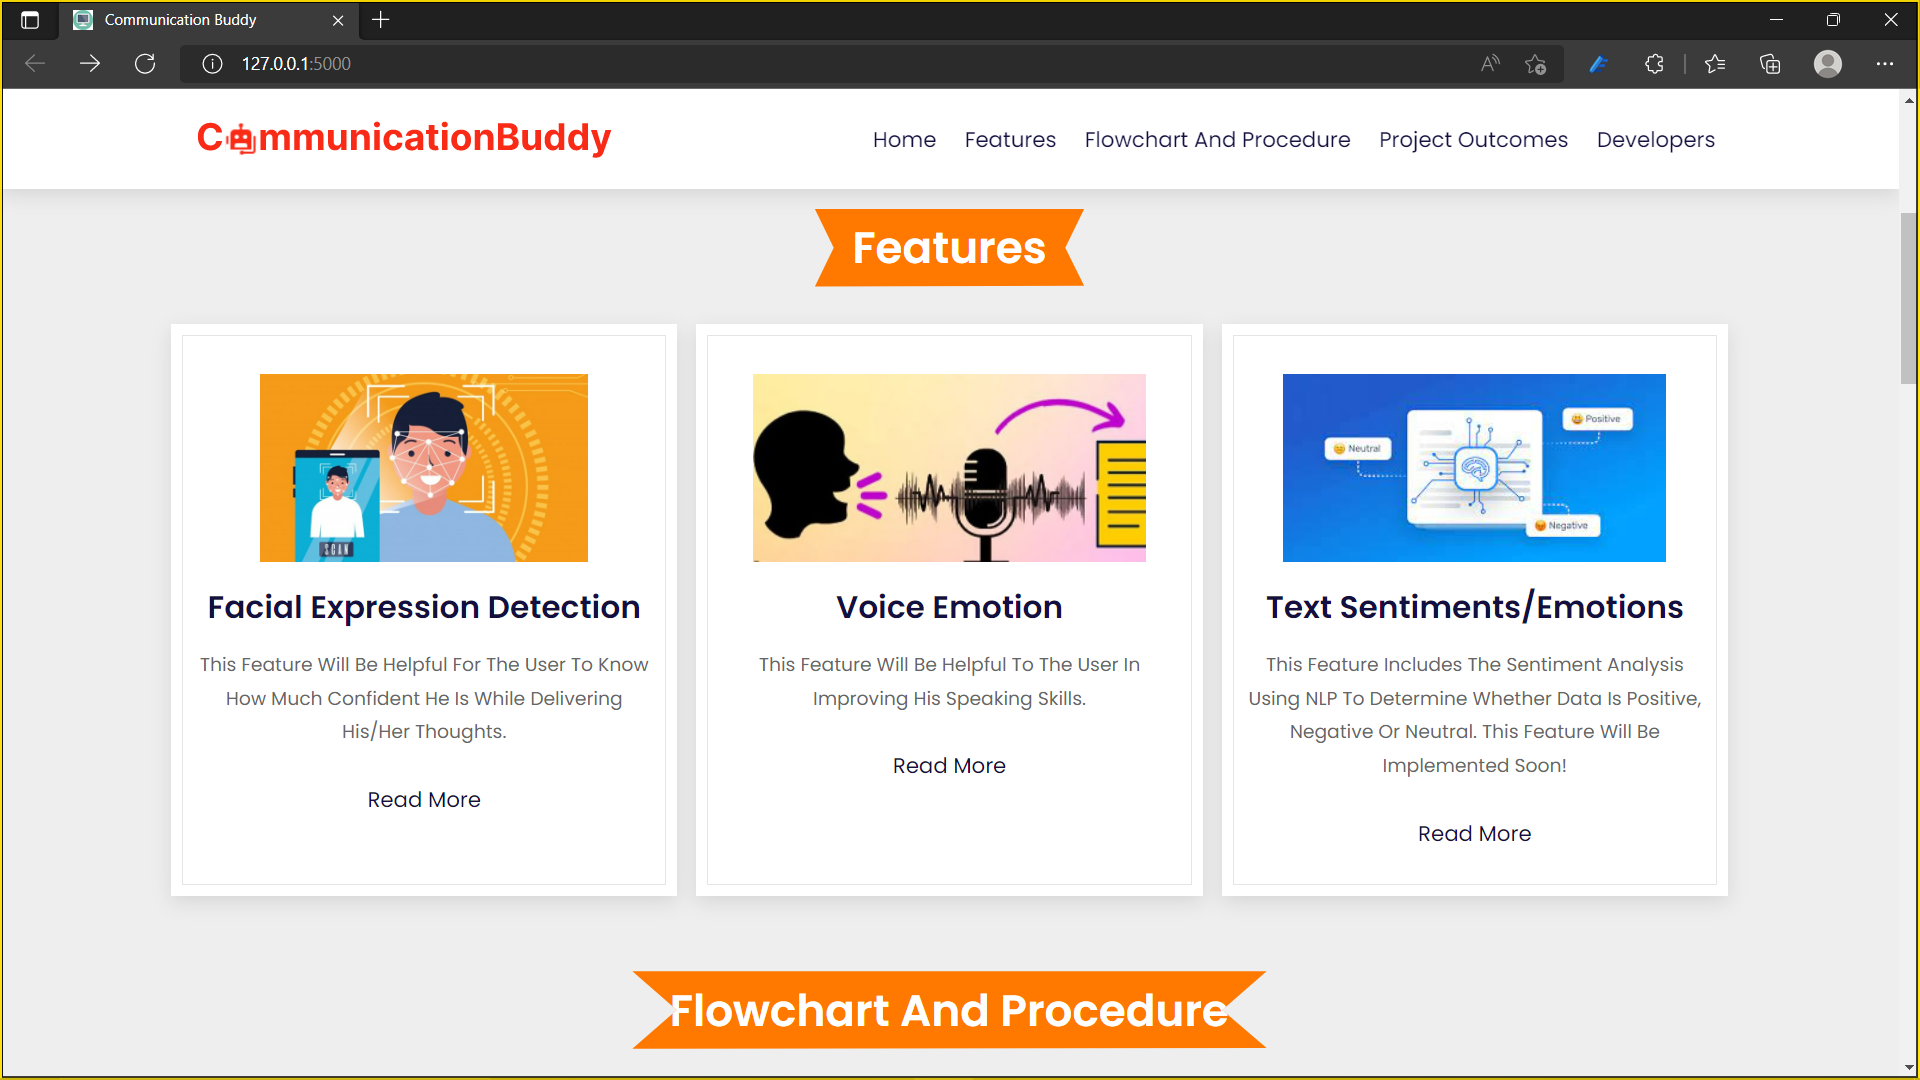 Communication Buddy
127.0.0.1:5000
CommunicationBuddy
Home Features Flowchart And Procedure Project Outcomes Developers
Features
SCAN
Facial Expression Detection
This Feature Will Be Helpful For The User To Know
How Much Confident He Is While Delivering
His/Her Thoughts.
Read More
Voice Emotion
This Feature Will Be Helpful To The User In
Improving His Speaking Skills.
Read More
Positive
Neutral
Negative
Text Sentiments/Emotions
This Feature Includes The Sentiment Analysis
Using NLP To Determine Whether Data Is Positive,
Negative Or Neutral. This Feature Will Be
Implemented Soon!
Read More
Flowchart And Procedure